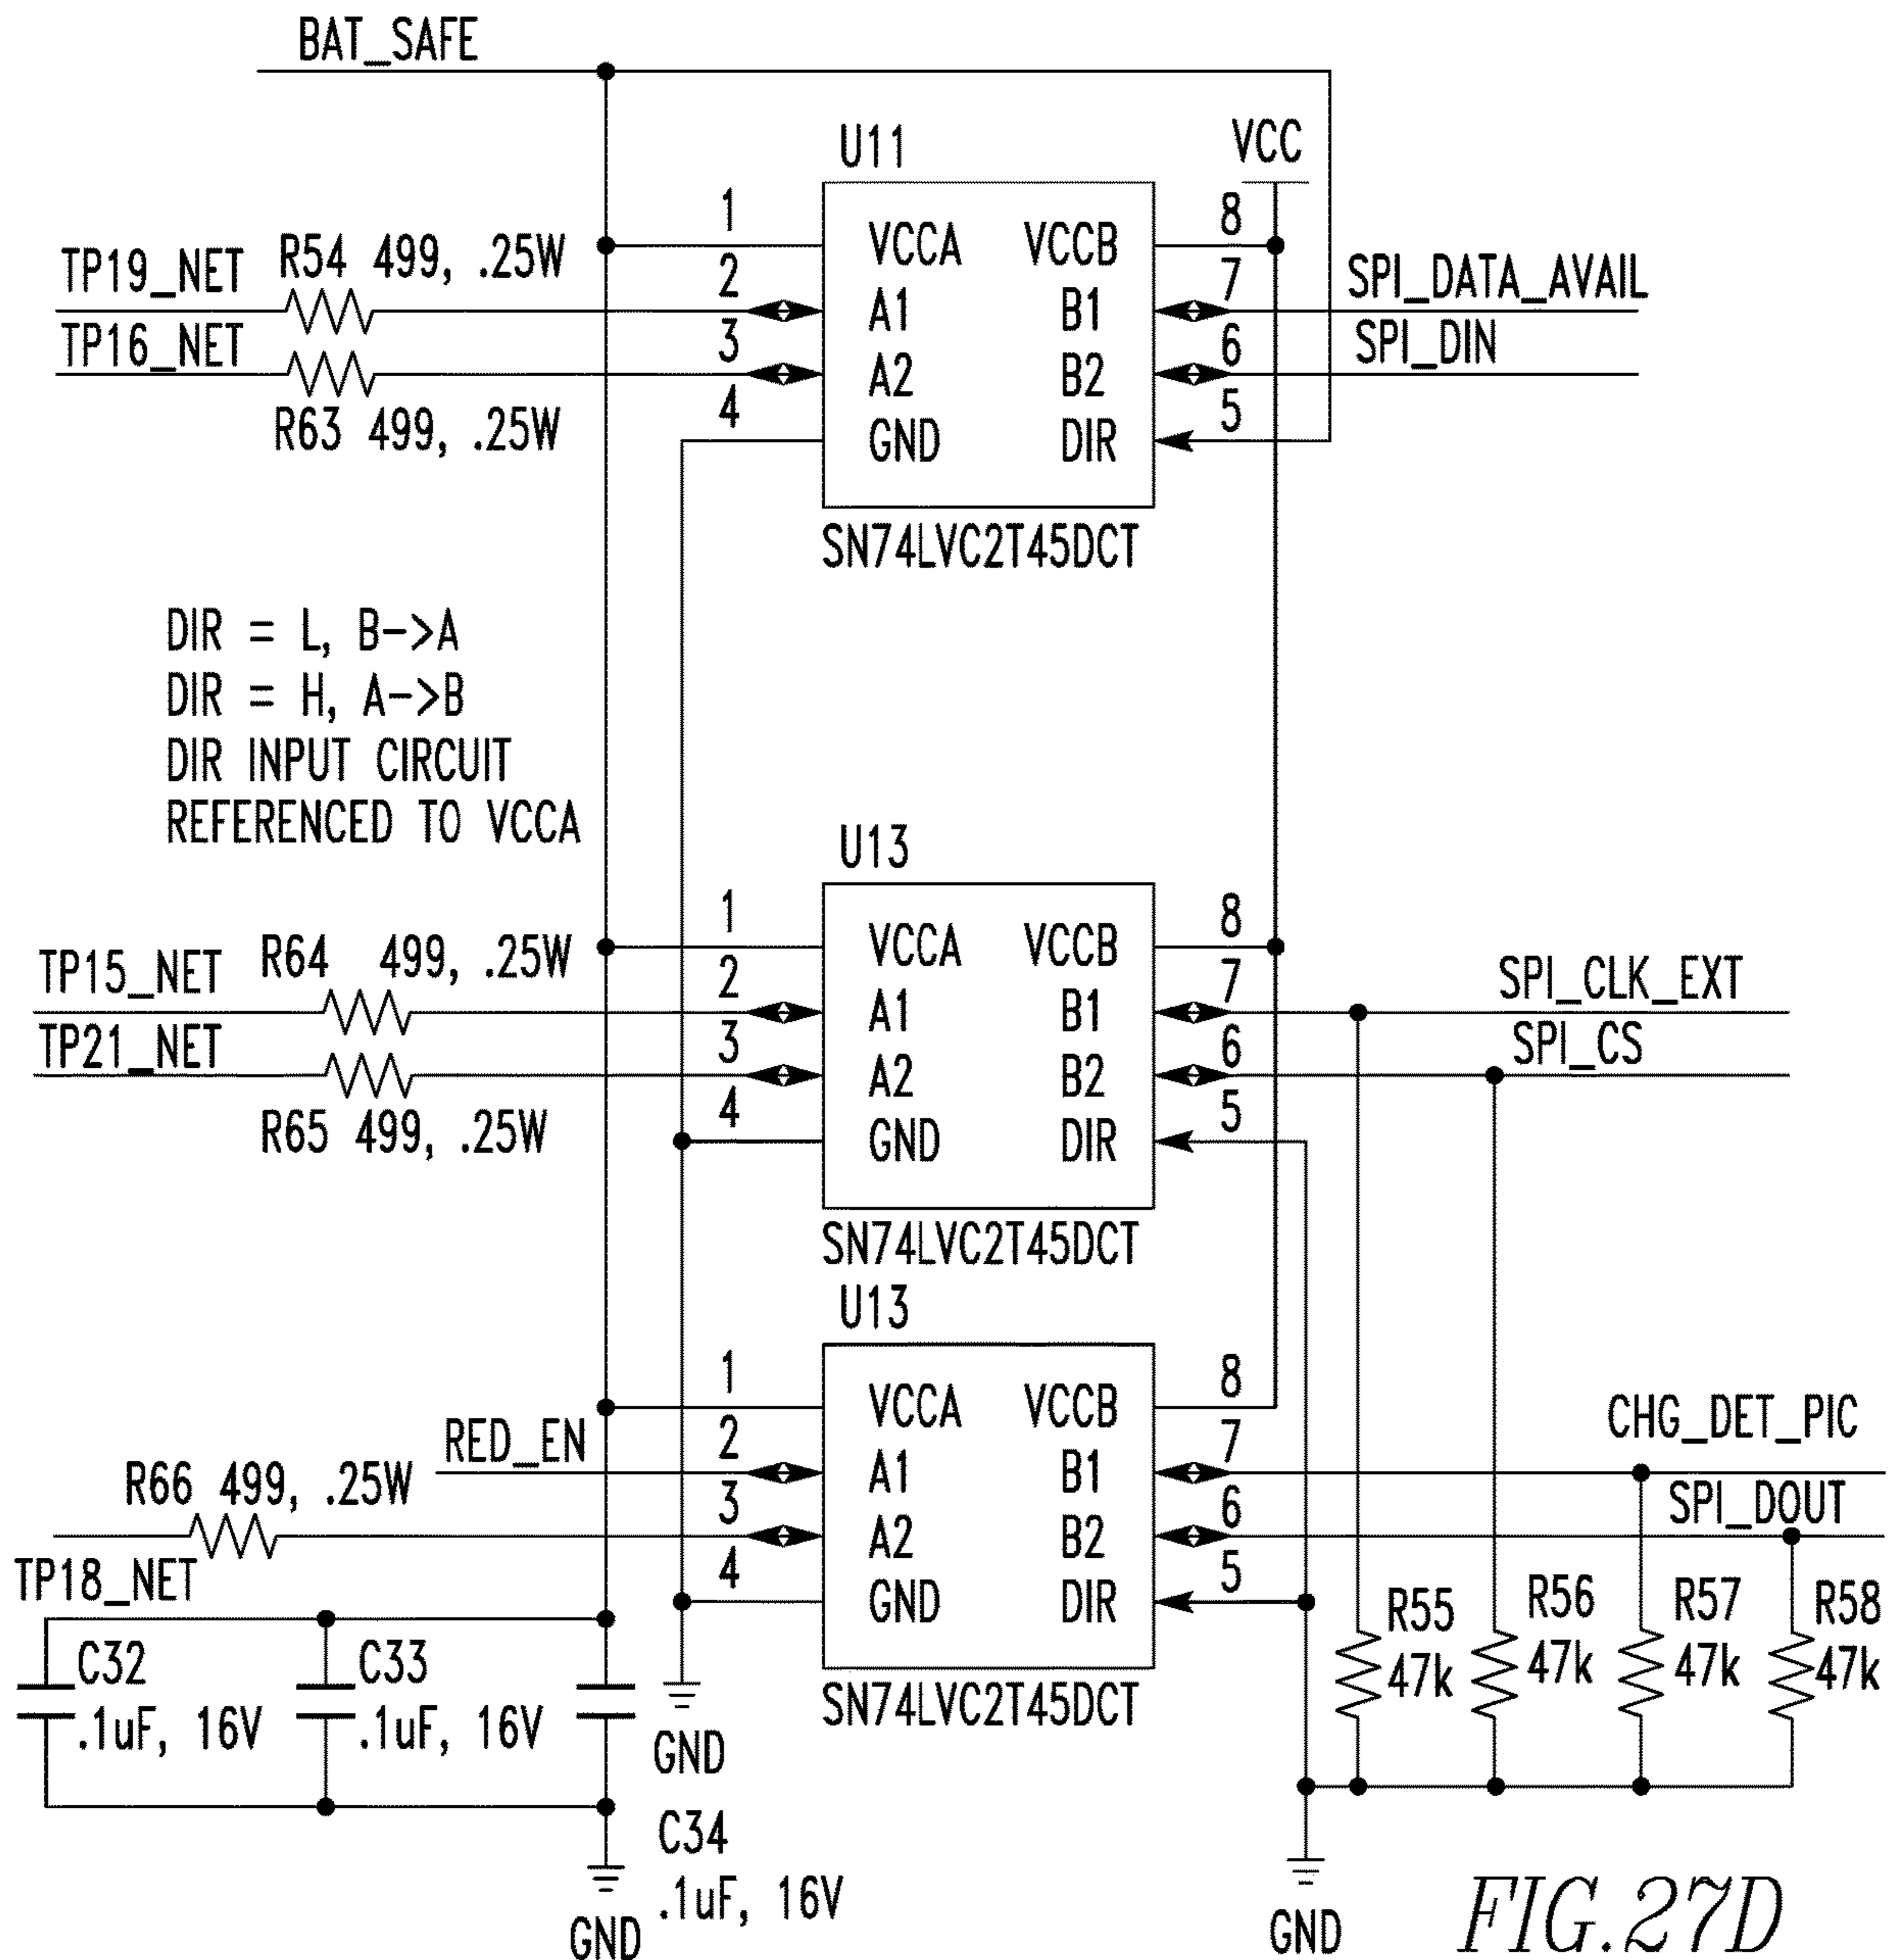 BAT_SAFE
U11
VCC
1
VCCA
VCCB
8
TP19_NET
R54 499, .25W
2
A1
B1
7
SPI_DATA_AVAIL
TP16_NET
3
A2
B2
6
SPI_DIN
R63 499, .25W
4
GND
DIR
5
SN74LVC2T45DCT
DIR = L, B->A
DIR = H, A->B
DIR INPUT CIRCUIT
REFERENCED TO VCCA
U13
1
VCCA
VCCB
8
TP15_NET
R64 499, .25W
2
A1
B1
7
SPI_CLK_EXT
TP21_NET
3
A2
B2
6
SPI_CS
R65 499, .25W
4
GND
DIR
5
SN74LVC2T45DCT
U13
1
VCCA
VCCB
8
RED_EN
2
A1
B1
7
CHG_DET_PIC
R66 499, .25W
3
A2
B2
6
SPI_DOUT
TP18_NET
4
GND
DIR
5
SN74LVC2T45DCT
R55
47k
R56
47k
R57
47k
R58
47k
C32
.1uF, 16V
C33
.1uF, 16V
GND
C34
.1uF, 16V
GND
GND
FIG.27D